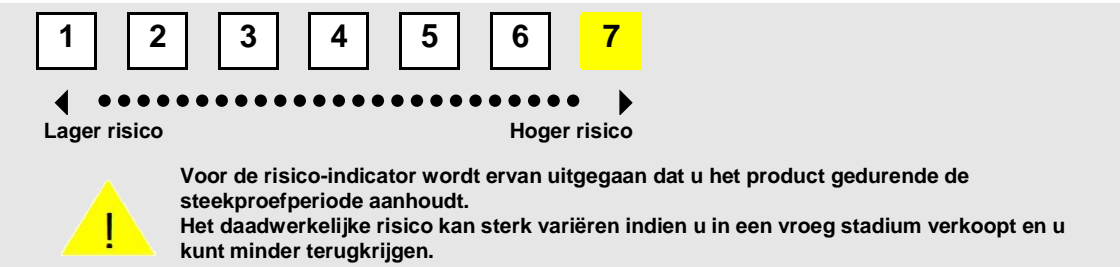 1 2 3 4 5 6 7
Lager risico Hoger risico
! Voor de risico-indicator wordt ervan uitgegaan dat u het product gedurende de
steekproefperiode aanhoudt.
Het daadwerkelijke risico kan sterk variëren indien u in een vroeg stadium verkoopt en u
kunt minder terugkrijgen.